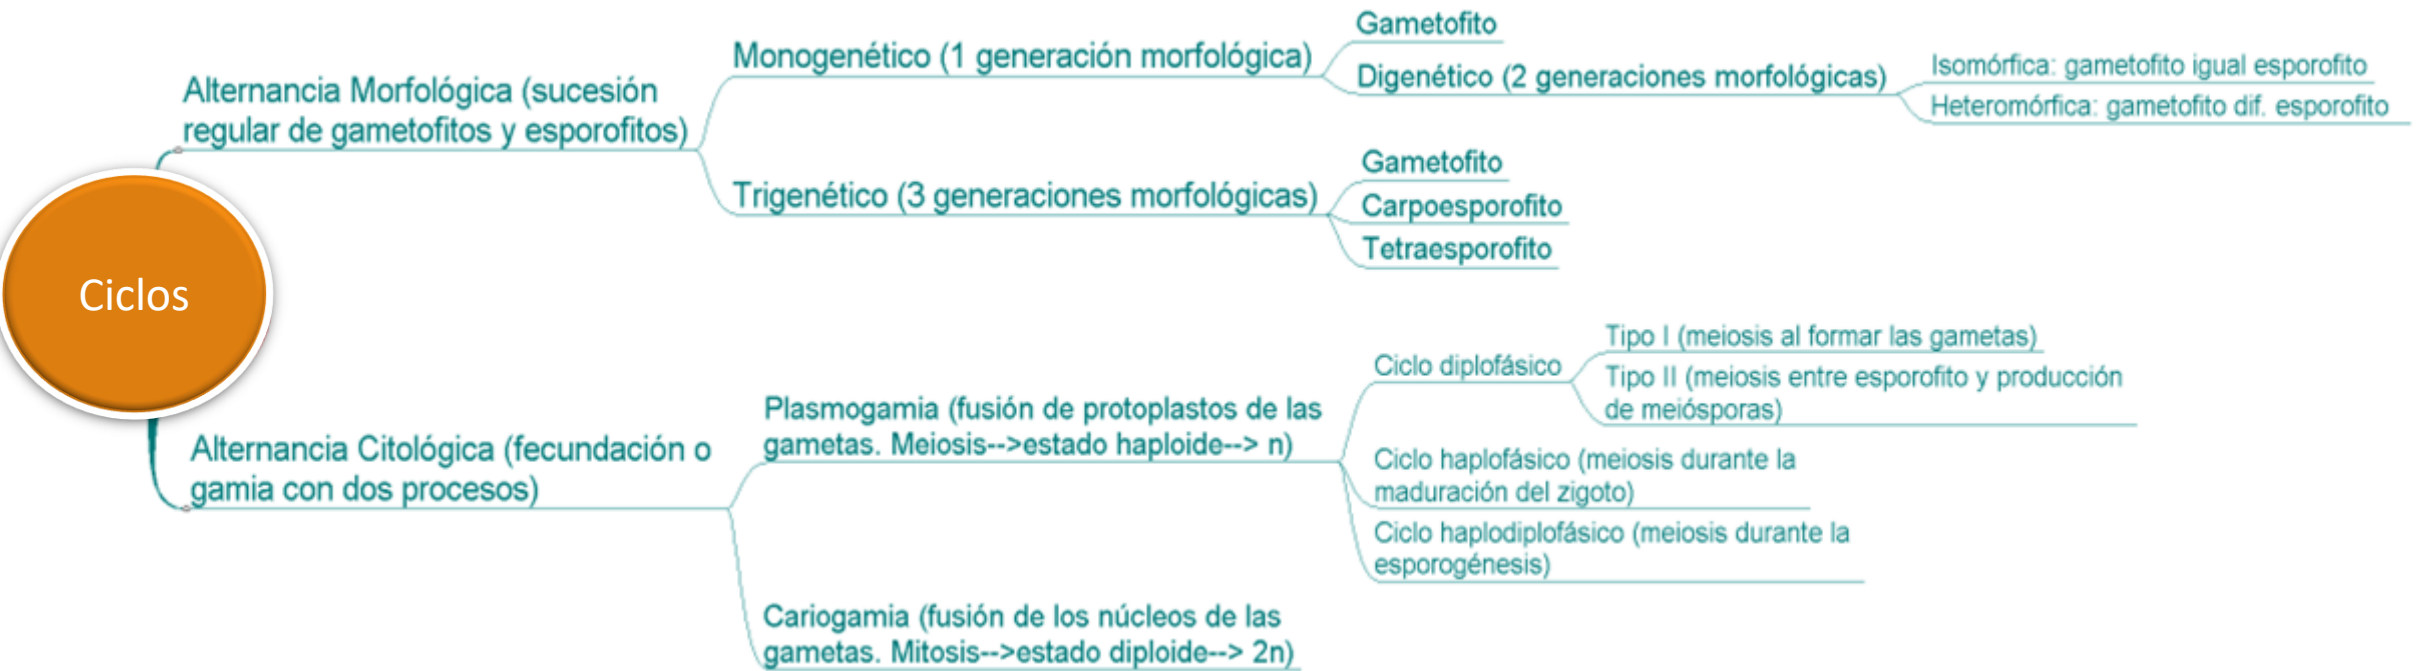 Ciclos
Alternancia Morfológica (sucesión
regular de gametofitos y esporofitos)
Monogenético (1 generación morfológica)
Gametofito
Digenético (2 generaciones morfológicas)
Isomórfica: gametofito igual esporofito
Heteromórfica: gametofito dif. esporofito
Trigenético (3 generaciones morfológicas)
Gametofito
Carpoesporofito
Tetraesporofito
Alternancia Citológica (fecundación o
gamia con dos procesos)
Plasmogamia (fusión de protoplastos de las
gametas. Meiosis-->estado haploide--> n)
Ciclo diplofásico
Tipo I (meiosis al formar las gametas)
Tipo II (meiosis entre esporofito y producción
de meiósporas)
Ciclo haplofásico (meiosis durante la
maduración del zigoto)
Ciclo haplodiplofásico (meiosis durante la
esporogénesis)
Cariogamia (fusión de los núcleos de las
gametas. Mitosis-->estado diploide--> 2n)